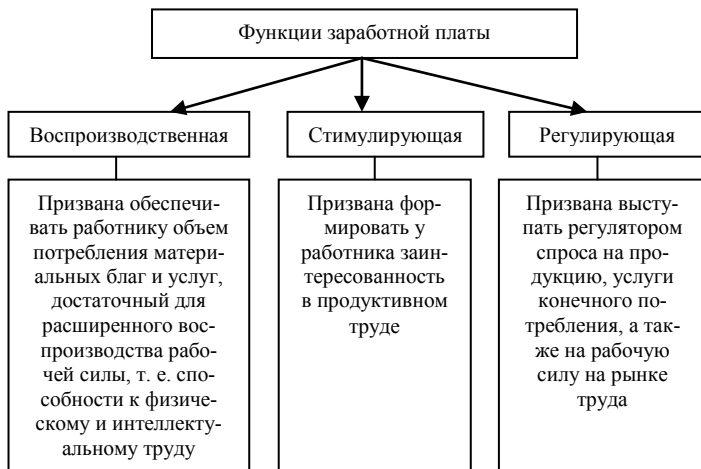 Функции заработной платы
Воспроизводственная
Стимулирующая
Регулирующая
Призвана обеспечи-
вать работнику объем
потребления матери-
альных благ и услуг,
достаточный для
расширенного вос-
производства рабо-
чей силы, т. е. спо-
собности к физиче-
скому и интеллекту-
альному труду
Призвана фор-
мировать у
работника заин-
тересованность
в продуктивном
труде
Призвана высту-
пать регулятором
спроса на про-
дукцию, услуги
конечного по-
требления, а так-
же на рабочую
силу на рынке
труда